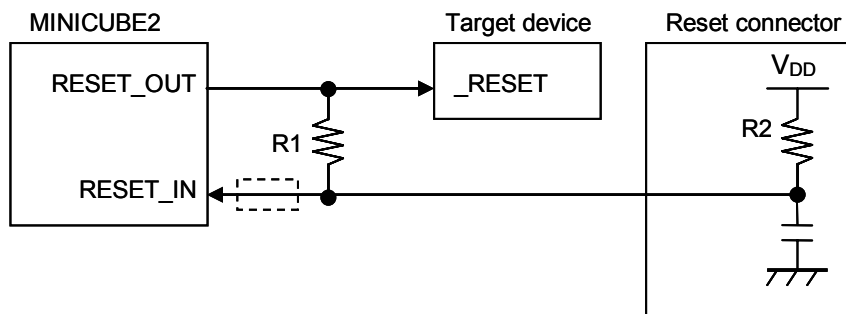 MINICUBE2
Target device
Reset connector
RESET_OUT
_RESET
VDD
R1
R2
RESET_IN